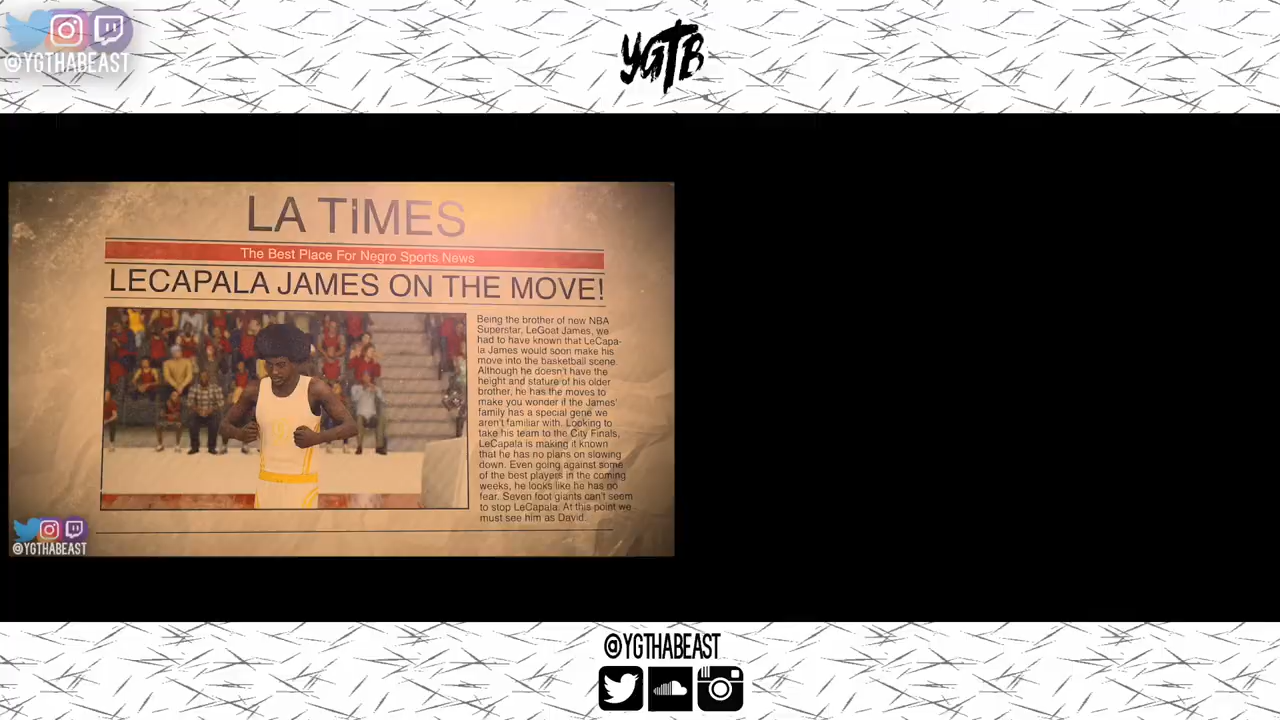 @YGTHABEAST
YGTB
LA TIMES
The Best Place For Negro Sports News
LECAPALA JAMES ON THE MOVE!
Being the brother of new NBA
Superstar, LeGoat James, we
had to have known that LeCapa-
la James would soon make his
move into the basketball scene.
Although he doesn't have the
height and stature of his older
brother, he has the moves to
make you wonder if the James'
family has a special gene we
aren't familiar with. Looking to
take his team to the City Finals,
LeCapala is making it known
that he has no plans on slowing
down. Even going against some
of the best players in the coming
weeks, he looks like he has no
fear. Seven foot giants can't seem
to stop LeCapala. At this point we
must see him as David.
@YGTHABEAST
@YGTHABEAST